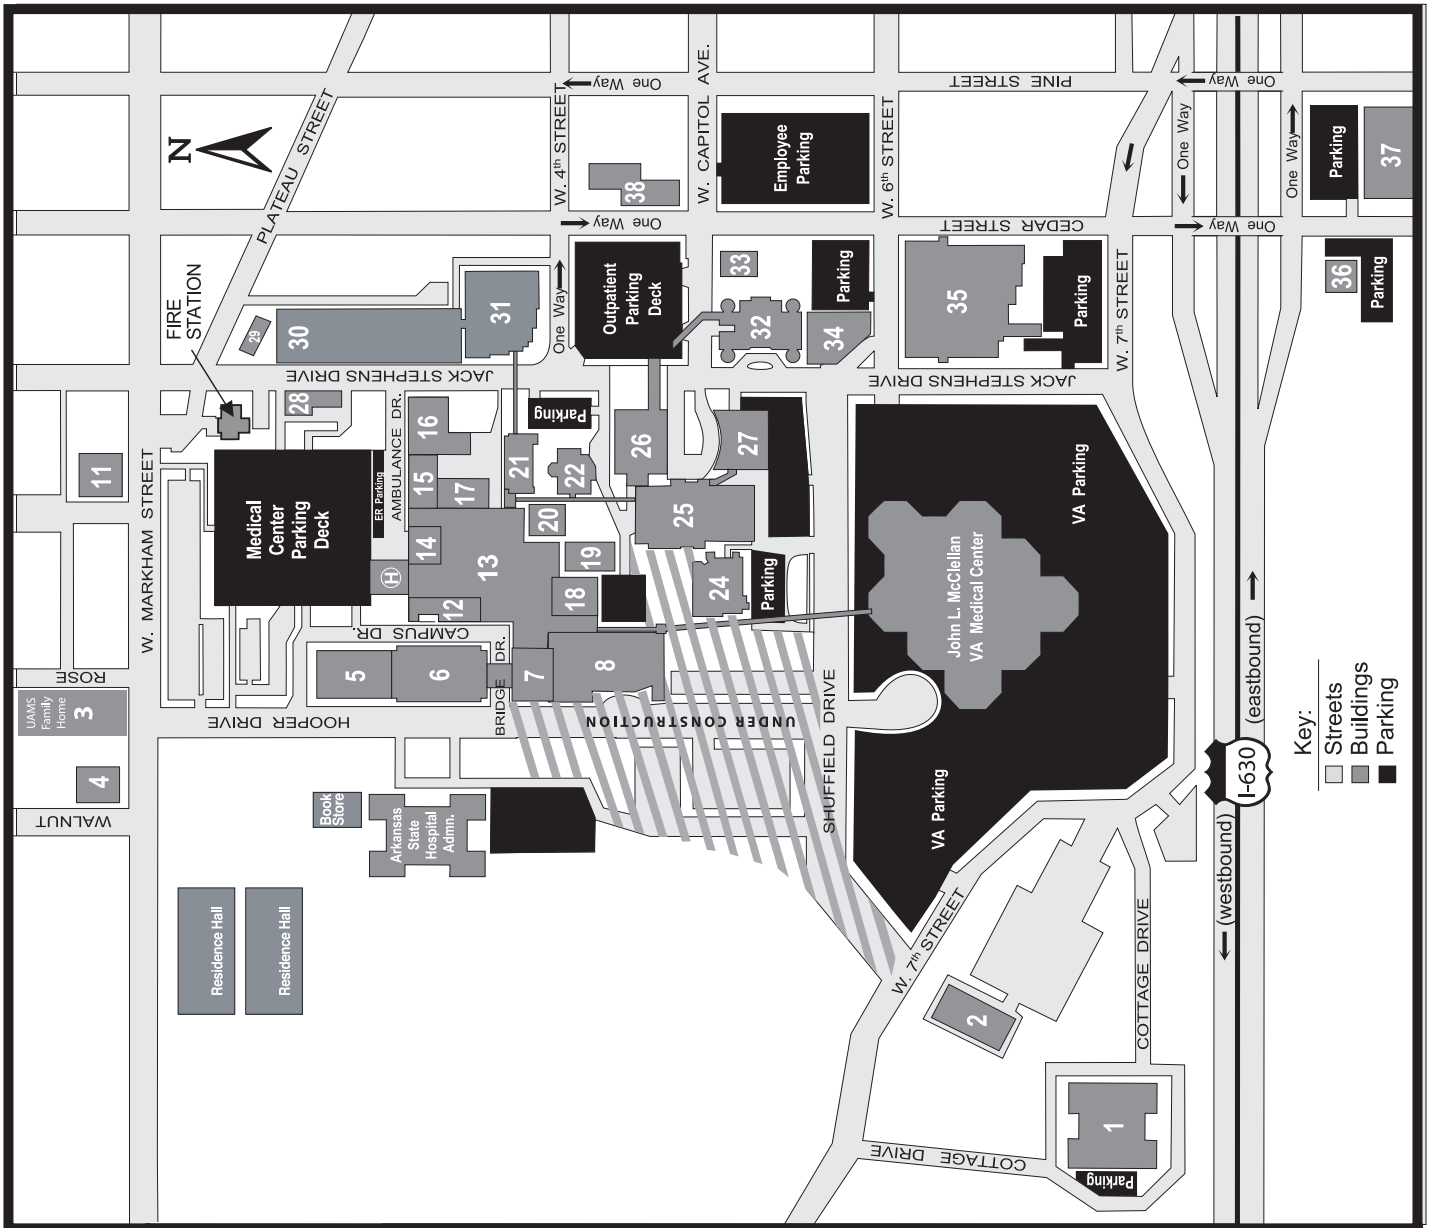 N
PLATEAU STREET
FIRE
STATION
W. MARKHAM STREET
ROSE
WALNUT
HOOPER DRIVE
CAMPUS DR.
BRIDGE DR.
AMBULANCE DR.
JACK STEPHENS DRIVE
JACK STEPHENS DRIVE
W. 4th STREET
W. CAPITOL AVE.
W. 6th STREET
W. 7th STREET
W. 7th STREET
PINE STREET
CEDAR STREET
SHUFFIELD DRIVE
COTTAGE DRIVE
COTTAGE DRIVE
UNDER CONSTRUCTION
One Way
One Way
One Way
One Way
One Way
One Way
One Way
One Way
Employee
Parking
Outpatient
Parking
Deck
Medical
Center
Parking
Deck
ER Parking
H
Parking
Parking
Parking
Parking
Parking
Parking
Parking
VA Parking
VA Parking
John L. McClellan
VA Medical Center
UAMS
Family
Home
3
Book
Store
Arkansas
State
Hospital
Admn.
Residence Hall
Residence Hall
1
2
4
5
6
7
8
11
12
13
14
15
16
17
18
19
20
21
22
24
25
26
27
28
29
30
31
32
33
34
35
36
37
38
I-630
(eastbound)
(westbound)
Key:
Streets
Buildings
Parking